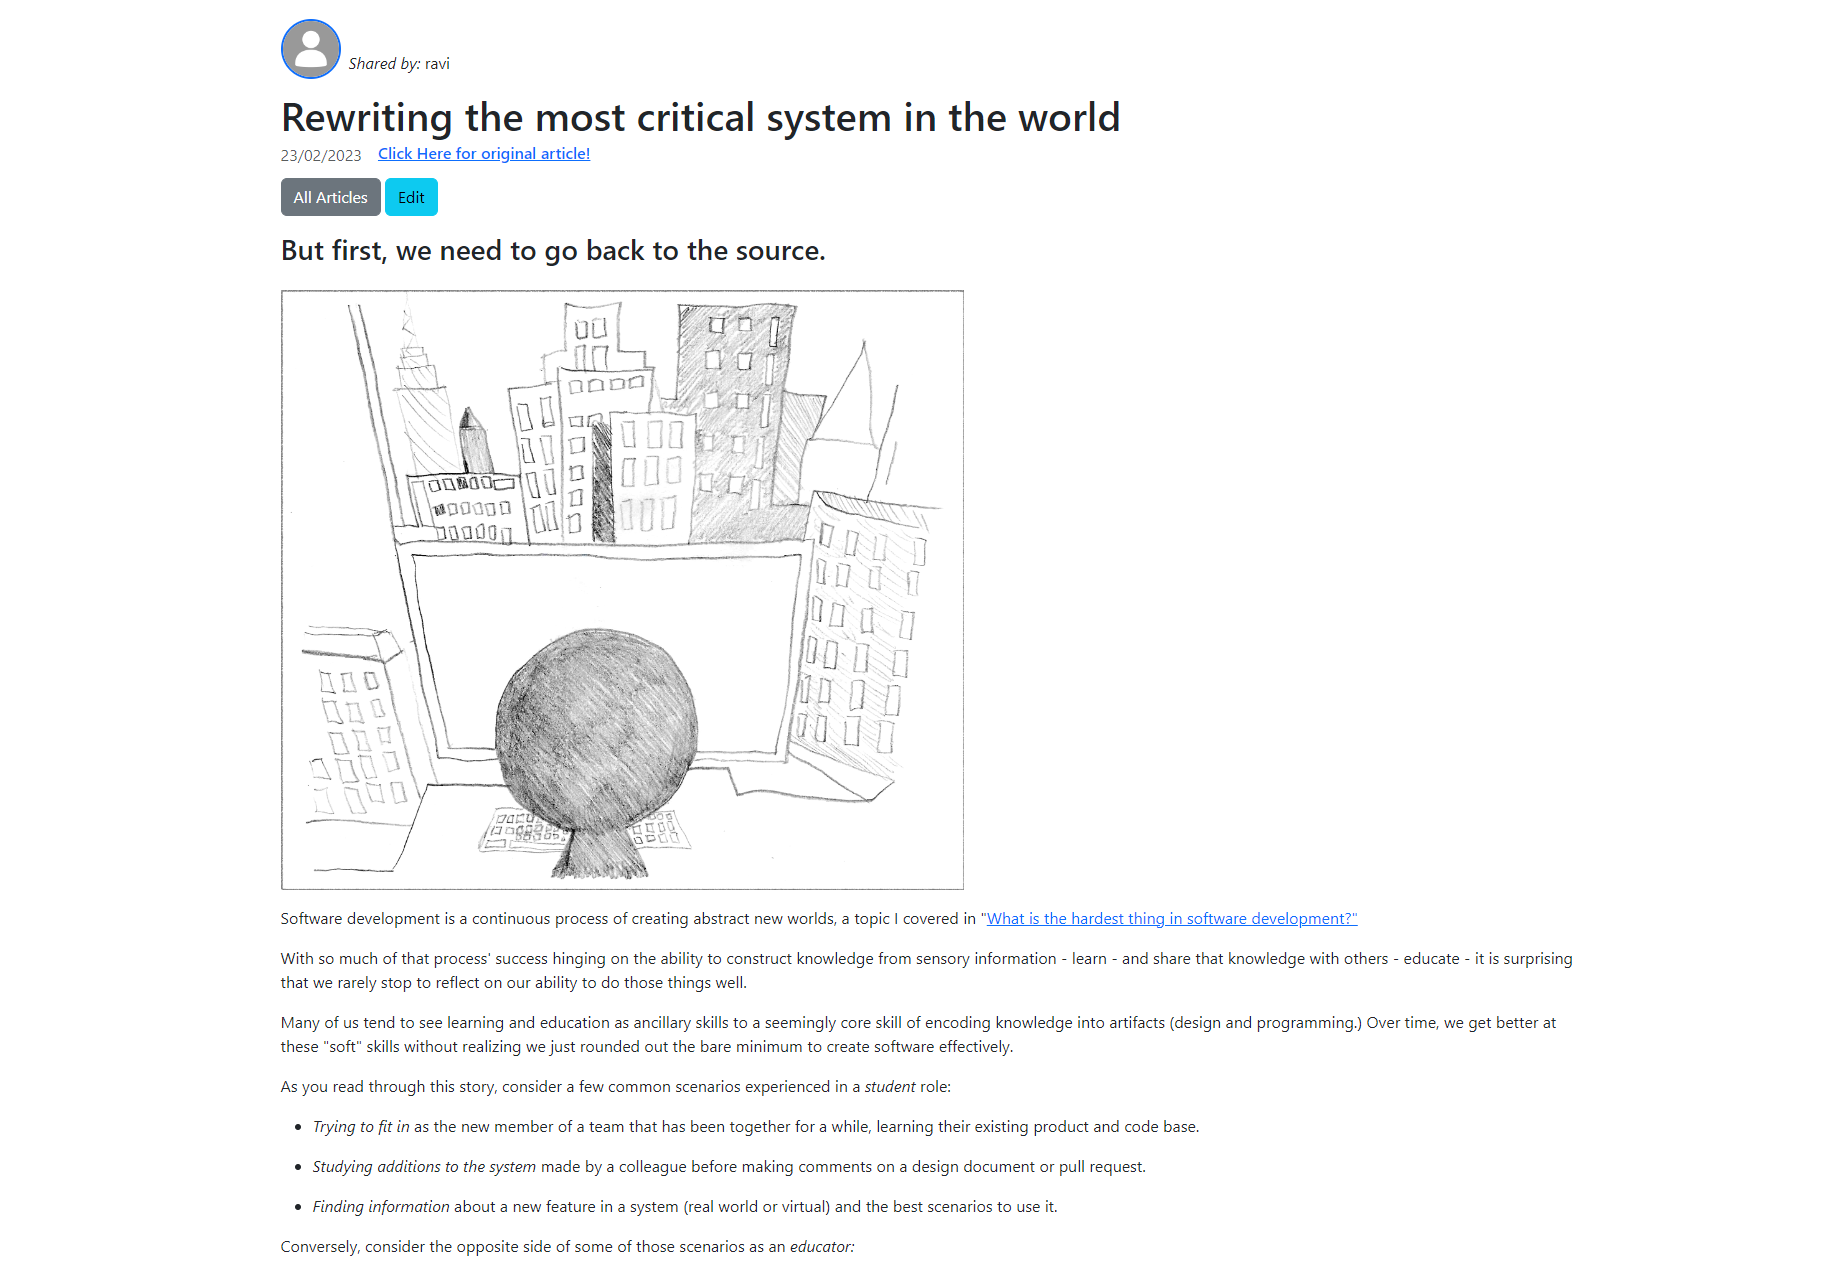 Shared by: ravi
Rewriting the most critical system in the world
23/02/2023 Click Here for original article!
All Articles Edit
But first, we need to go back to the source.
Software development is a continuous process of creating abstract new worlds, a topic I covered in "What is the hardest thing in software development?"
With so much of that process' success hinging on the ability to construct knowledge from sensory information - learn - and share that knowledge with others - educate - it is surprising
that we rarely stop to reflect on our ability to do those things well.
Many of us tend to see learning and education as ancillary skills to a seemingly core skill of encoding knowledge into artifacts (design and programming.) Over time, we get better at
these "soft" skills without realizing we just rounded out the bare minimum to create software effectively.
As you read through this story, consider a few common scenarios experienced in a student role:
• Trying to fit in as the new member of a team that has been together for a while, learning their existing product and code base.
• Studying additions to the system made by a colleague before making comments on a design document or pull request.
• Finding information about a new feature in a system (real world or virtual) and the best scenarios to use it.
Conversely, consider the opposite side of some of those scenarios as an educator: